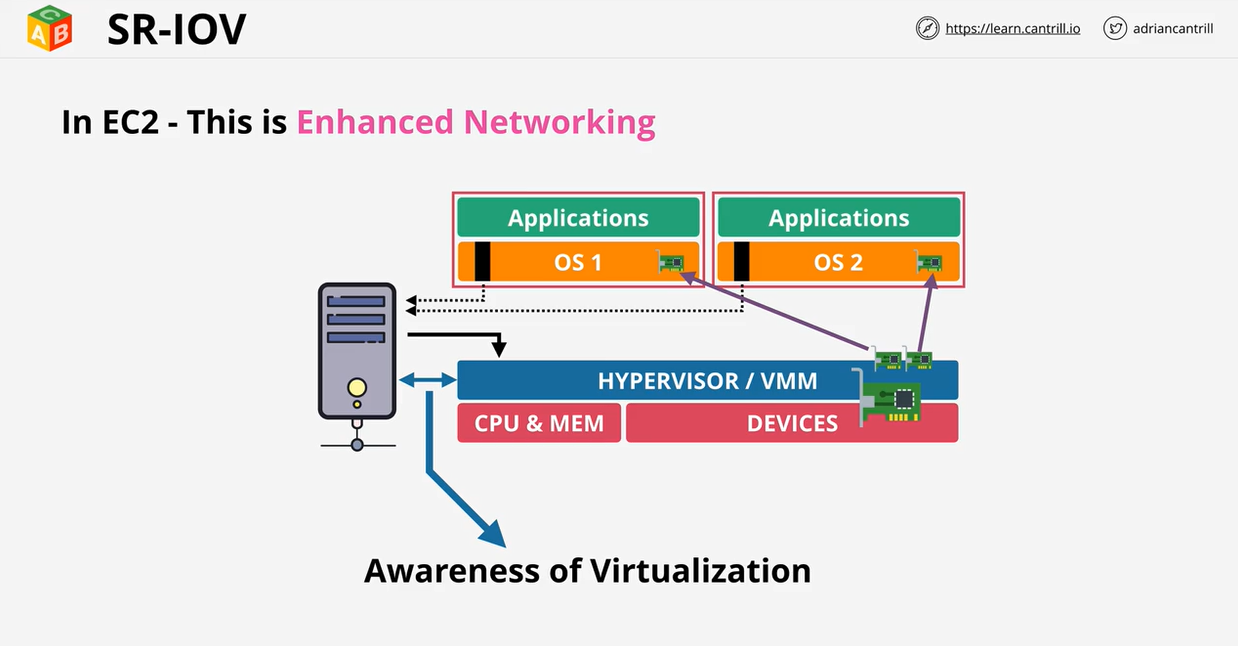 SR-IOV
https://learn.cantrill.io
adriancantrill
In EC2 - This is Enhanced Networking
Applications
Applications
OS 1
OS 2
HYPERVISOR / VMM
CPU & MEM
DEVICES
Awareness of Virtualization
A
B
C